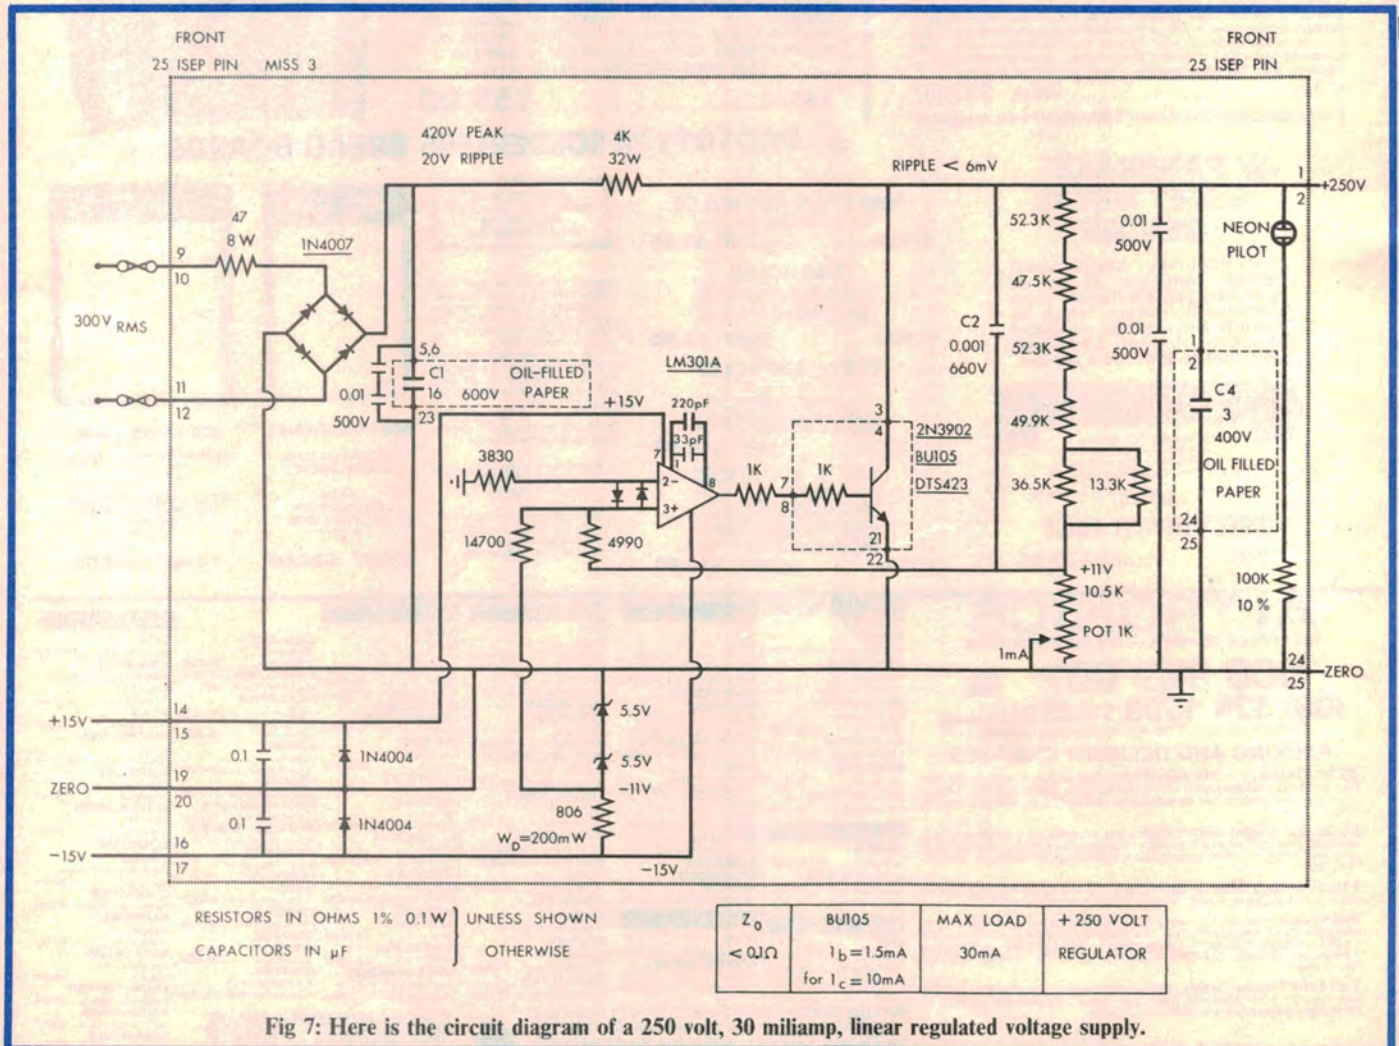 FRONT
25 ISEP PIN MISS 3
FRONT
25 ISEP PIN
420V PEAK
20V RIPPLE
4K
32W
RIPPLE < 6mV
1
2
+250V
47
8 W
1N4007
9
10
300V RMS
11
12
5,6
C1
16 600V
OIL-FILLED
PAPER
0.01
500V
23
+15V
LM301A
220pF
33pF
7
1
8
2-
3+
3830
·1
14700
4990
1K
7
8
1K
3
4
2N3902
BU105
DTS423
21
22
C2
0.001
660V
52.3K
47.5K
52.3K
49.9K
36.5K
13.3K
+11V
10.5K
POT 1K
1mA
0.01
500V
0.01
500V
1
2
C4
3
400V
OIL FILLED
PAPER
24
25
NEON
PILOT
100K
10 %
24
25
ZERO
+15V
14
15
0.1
1N4004
ZERO
19
20
0.1
1N4004
-15V
16
17
5.5V
5.5V
-11V
806
WD=200mW
-15V
RESISTORS IN OHMS 1% 0.1W
CAPACITORS IN µF
UNLESS SHOWN
OTHERWISE
Z0
< 0.1Ω
BU105
1b = 1.5mA
for 1c = 10mA
MAX LOAD
30mA
+ 250 VOLT
REGULATOR
Fig 7: Here is the circuit diagram of a 250 volt, 30 miliamp, linear regulated voltage supply.